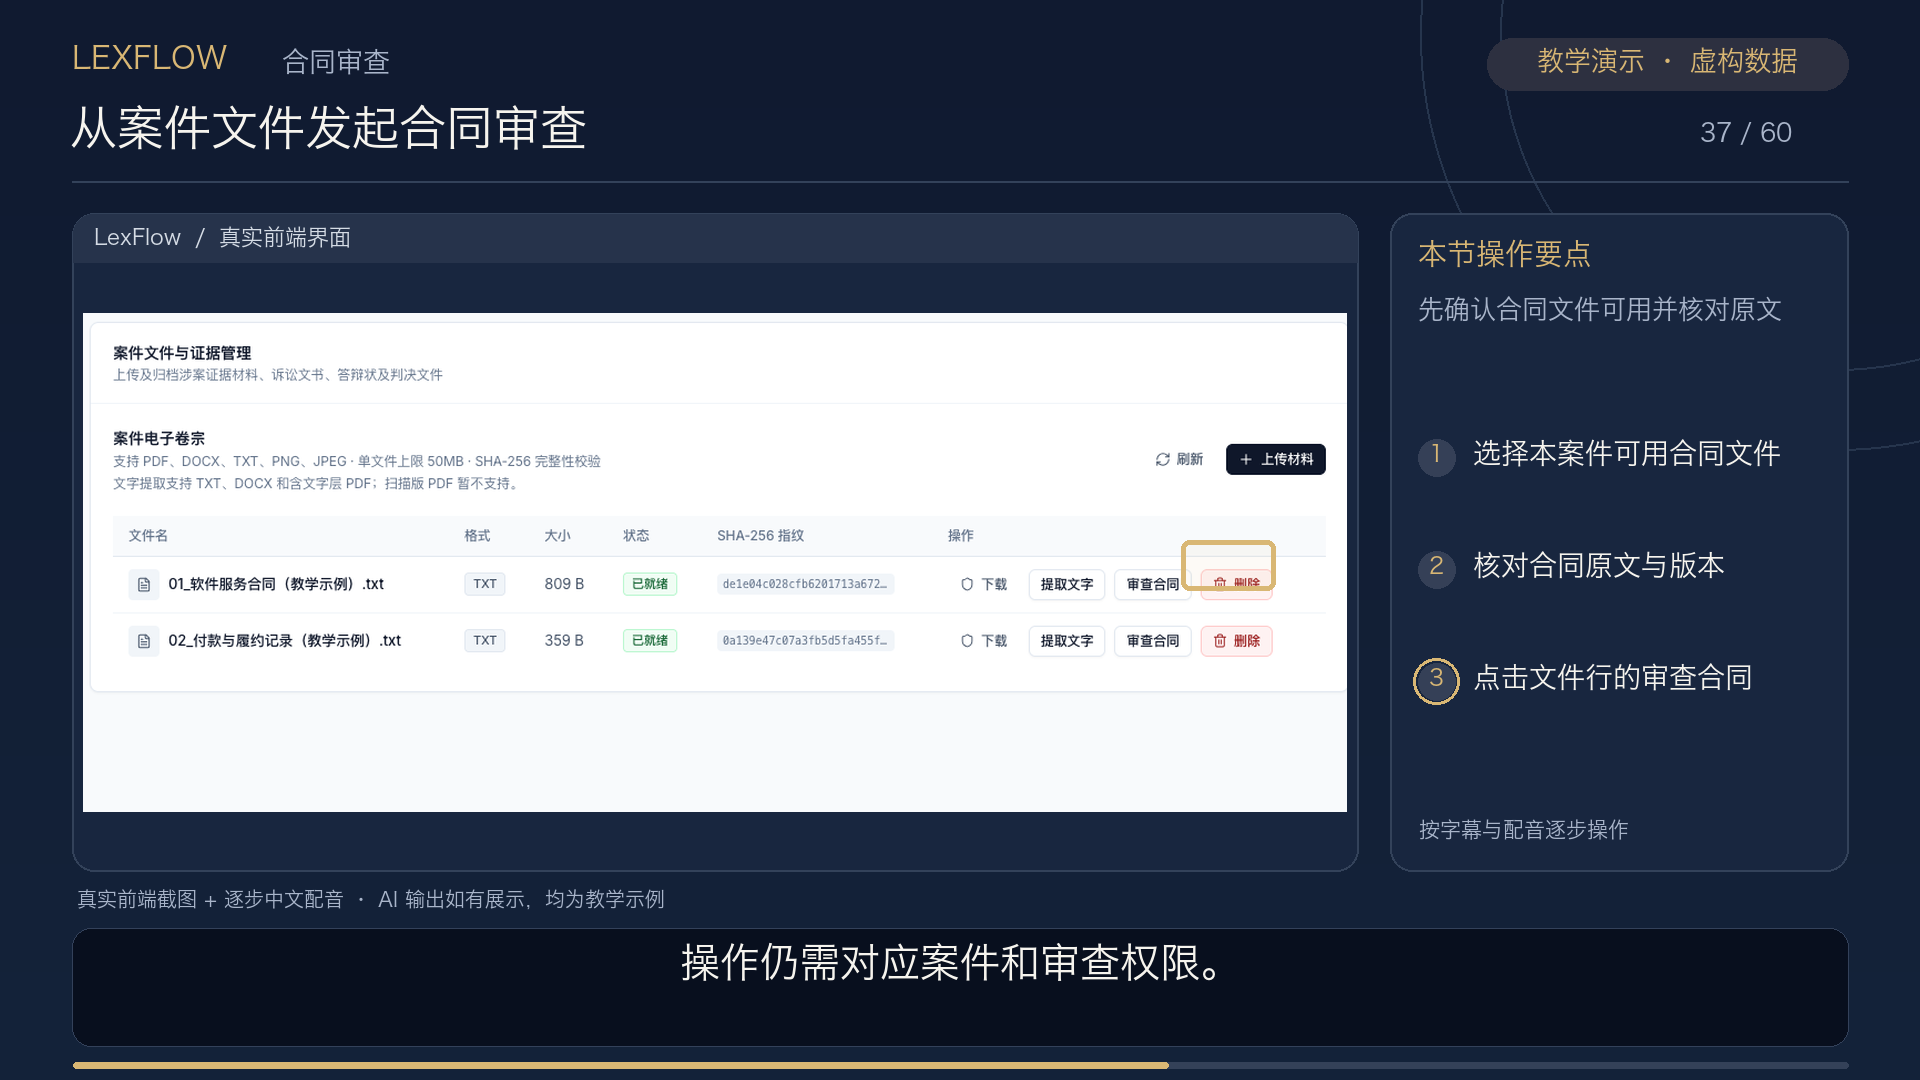 LEXFLOW 合同审查
教学演示 · 虚构数据
从案件文件发起合同审查
37 / 60
LexFlow / 真实前端界面
案件文件与证据管理
上传及归档涉案证据材料、诉讼文书、答辩状及判决文件
案件电子卷宗
支持 PDF、DOCX、TXT、PNG、JPEG · 单文件上限 50MB · SHA-256 完整性校验
文字提取支持 TXT、DOCX 和含文字层 PDF；扫描版 PDF 暂不支持。
刷新 + 上传材料
文件名 格式 大小 状态 SHA-256 指纹 操作
01_软件服务合同（教学示例）.txt TXT 809 B 已就绪 de1e04c028cfb6201713a672… 下载 提取文字 审查合同 删除
02_付款与履约记录（教学示例）.txt TXT 359 B 已就绪 0a139e47c07a3fb5d5fa455f… 下载 提取文字 审查合同 删除
本节操作要点
先确认合同文件可用并核对原文
1 选择本案件可用合同文件
2 核对合同原文与版本
3 点击文件行的审查合同
按字幕与配音逐步操作
真实前端截图 + 逐步中文配音 · AI 输出如有展示，均为教学示例
操作仍需对应案件和审查权限。